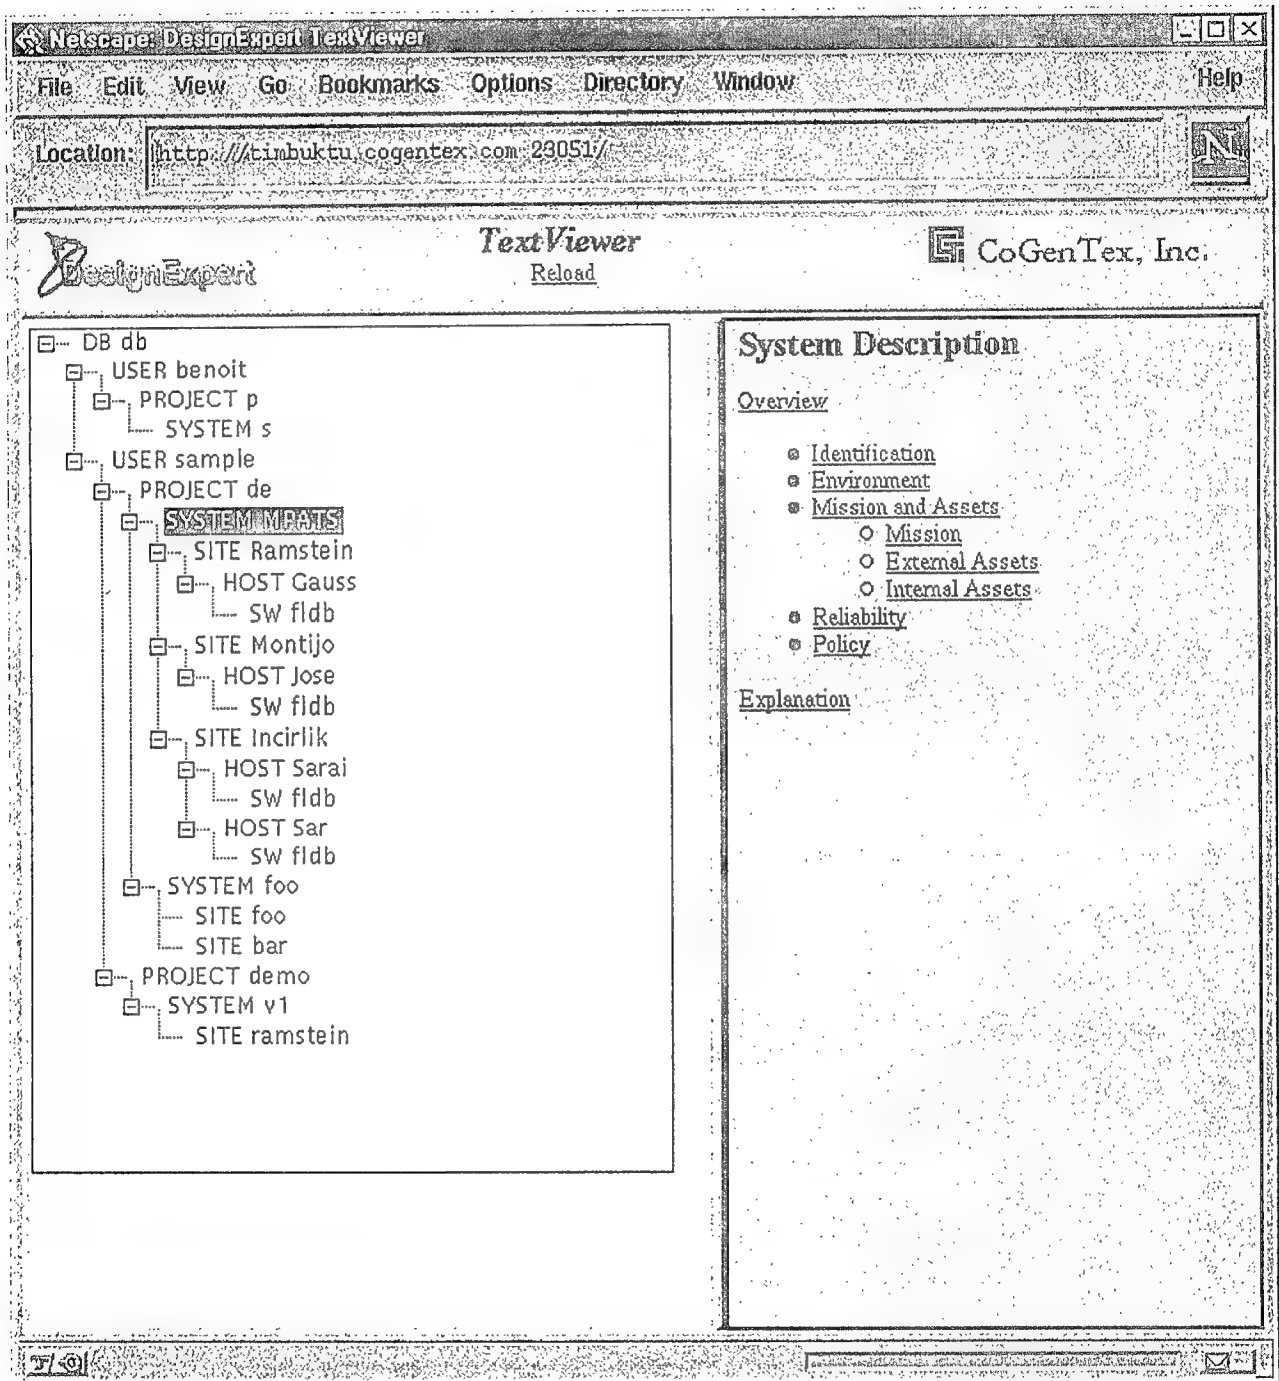 Netscape: DesignExpert TextViewer
File Edit View Go Bookmarks Options Directory Window Help
Location: http://timbuktu.cogentex.com:23051/
DesignExpert
TextViewer
Reload
CoGenTex, Inc.
DB db
USER benoit
PROJECT p
SYSTEM s
USER sample
PROJECT de
SYSTEM MPATS
SITE Ramstein
HOST Gauss
SW fldb
SITE Montijo
HOST Jose
SW fldb
SITE Incirlik
HOST Sarai
SW fldb
HOST Sar
SW fldb
SYSTEM foo
SITE foo
SITE bar
PROJECT demo
SYSTEM v1
SITE ramstein
System Description
Overview
Identification
Environment
Mission and Assets
Mission
External Assets
Internal Assets
Reliability
Policy
Explanation